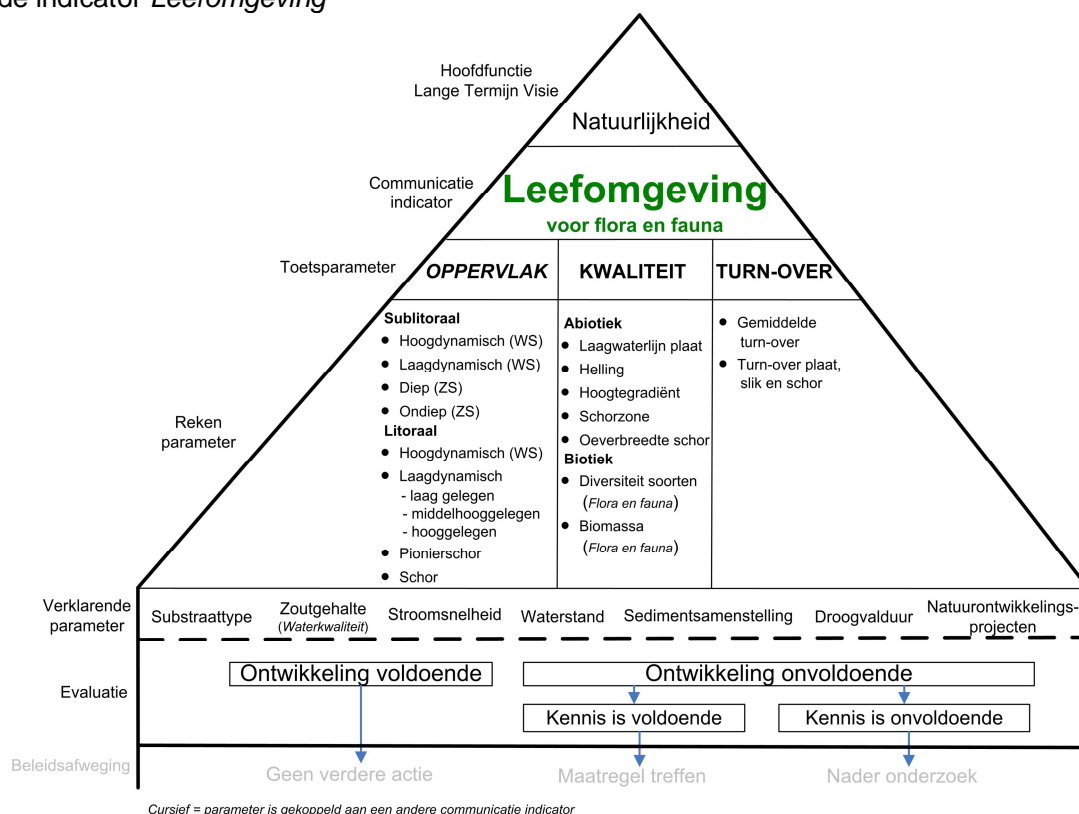 de indicator Leefomgeving
Hoofdfunctie
Lange Termijn Visie
Natuurlijkheid
Communicatie
indicator
Leefomgeving
voor flora en fauna
Toetsparameter
OPPERVLAK
KWALITEIT
TURN-OVER
Reken
parameter
Sublitoraal
• Hoogdynamisch (WS)
• Laagdynamisch (WS)
• Diep (ZS)
• Ondiep (ZS)
Litoraal
• Hoogdynamisch (WS)
• Laagdynamisch
- laag gelegen
- middelhooggelegen
- hooggelegen
• Pionierschor
• Schor
Abiotiek
• Laagwaterlijn plaat
• Helling
• Hoogtegradiënt
• Schorzone
• Oeverbreedte schor
Biotiek
• Diversiteit soorten
(Flora en fauna)
• Biomassa
(Flora en fauna)
• Gemiddelde
turn-over
• Turn-over plaat,
slik en schor
Verklarende
parameter
Substraattype
Zoutgehalte
(Waterkwaliteit)
Stroomsnelheid
Waterstand
Sedimentsamenstelling
Droogvalduur
Natuurontwikkelings-
projecten
Evaluatie
Ontwikkeling voldoende
Ontwikkeling onvoldoende
Kennis is voldoende
Kennis is onvoldoende
Beleidsafweging
Geen verdere actie
Maatregel treffen
Nader onderzoek
Cursief = parameter is gekoppeld aan een andere communicatie indicator